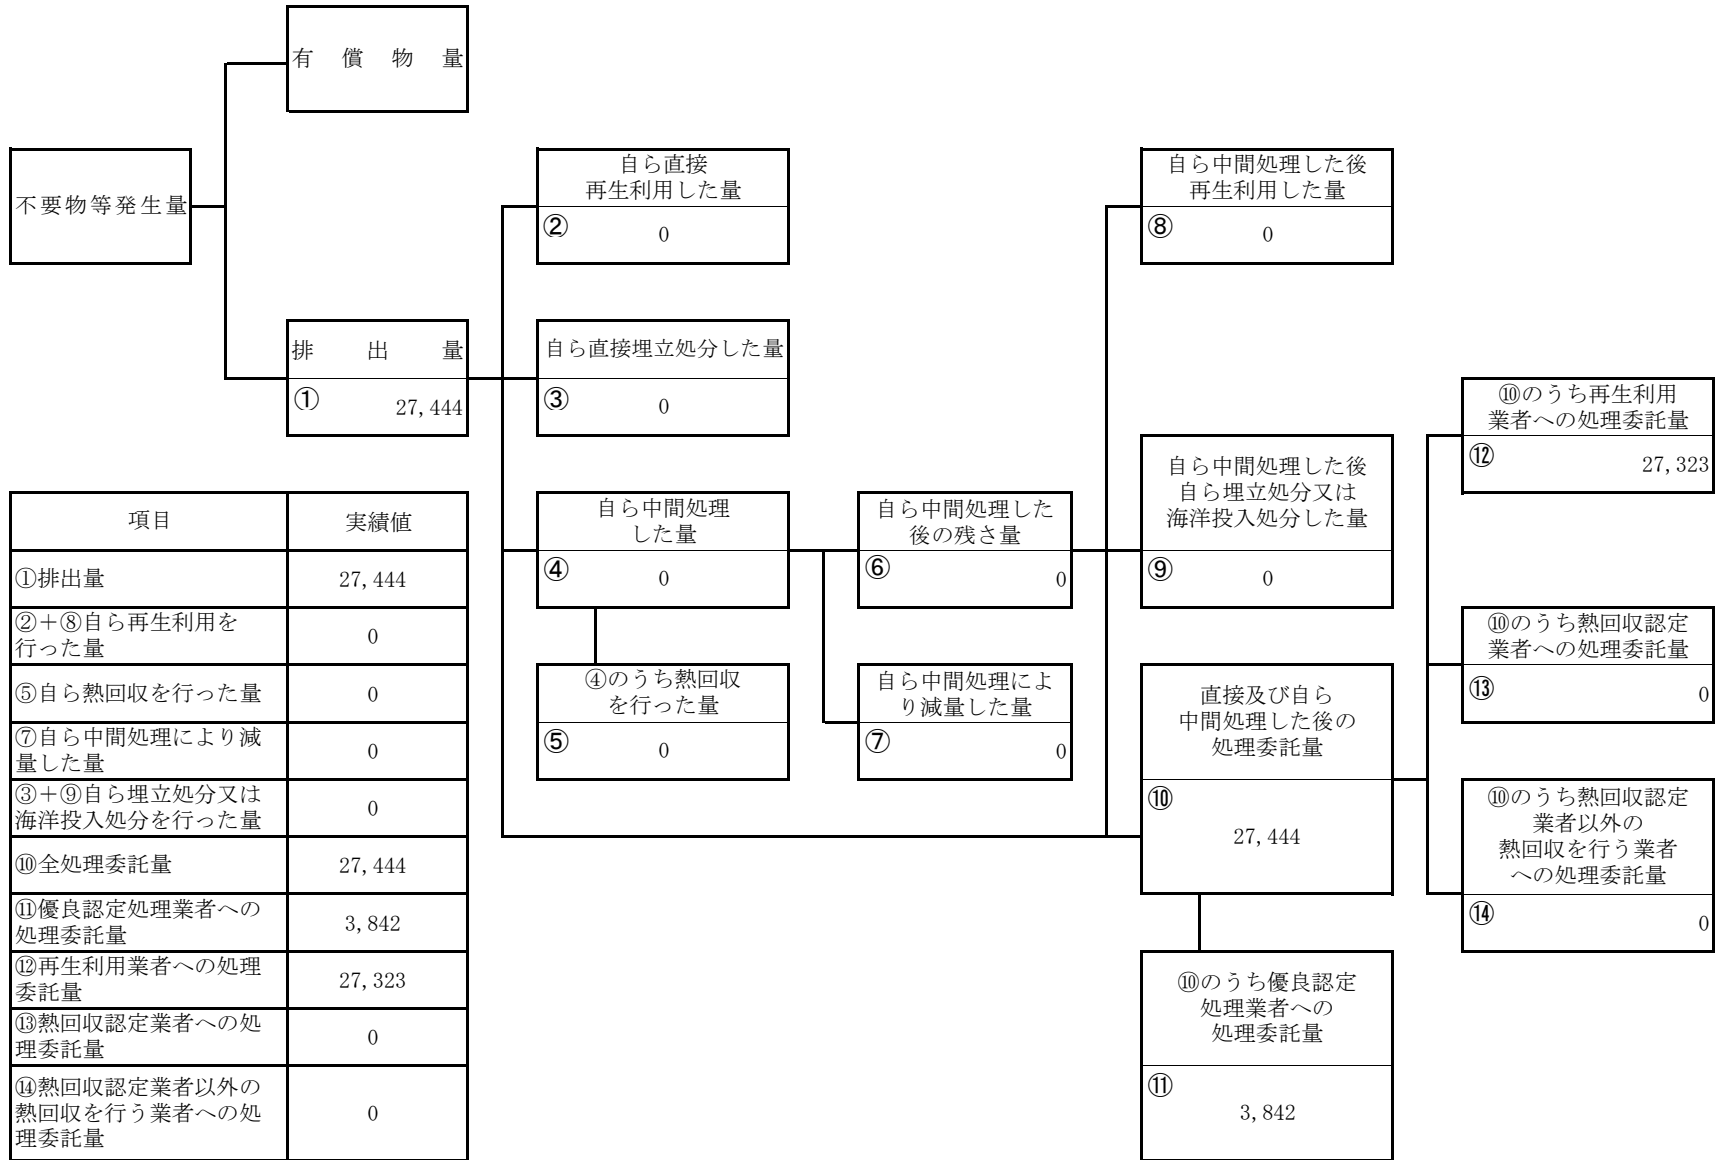 有償物量
不要物等発生量
排出量
① 27,444
自ら直接
再生利用した量
② 0
自ら直接埋立処分した量
③ 0
自ら中間処理
した量
④ 0
④のうち熱回収
を行った量
⑤ 0
自ら中間処理した
後の残さ量
⑥ 0
自ら中間処理によ
り減量した量
⑦ 0
自ら中間処理した後
再生利用した量
⑧ 0
自ら中間処理した後
自ら埋立処分又は
海洋投入処分した量
⑨ 0
直接及び自ら
中間処理した後の
処理委託量
⑩
27,444
⑩のうち優良認定
処理業者への
処理委託量
⑪
3,842
⑩のうち再生利用
業者への処理委託量
⑫ 27,323
⑩のうち熱回収認定
業者への処理委託量
⑬ 0
⑩のうち熱回収認定
業者以外の
熱回収を行う業者
への処理委託量
⑭ 0
項目 実績値
①排出量 27,444
②＋⑧自ら再生利用を
行った量 0
⑤自ら熱回収を行った量 0
⑦自ら中間処理により減
量した量 0
③＋⑨自ら埋立処分又は
海洋投入処分を行った量 0
⑩全処理委託量 27,444
⑪優良認定処理業者への
処理委託量 3,842
⑫再生利用業者への処理
委託量 27,323
⑬熱回収認定業者への処
理委託量 0
⑭熱回収認定業者以外の
熱回収を行う業者への処
理委託量 0